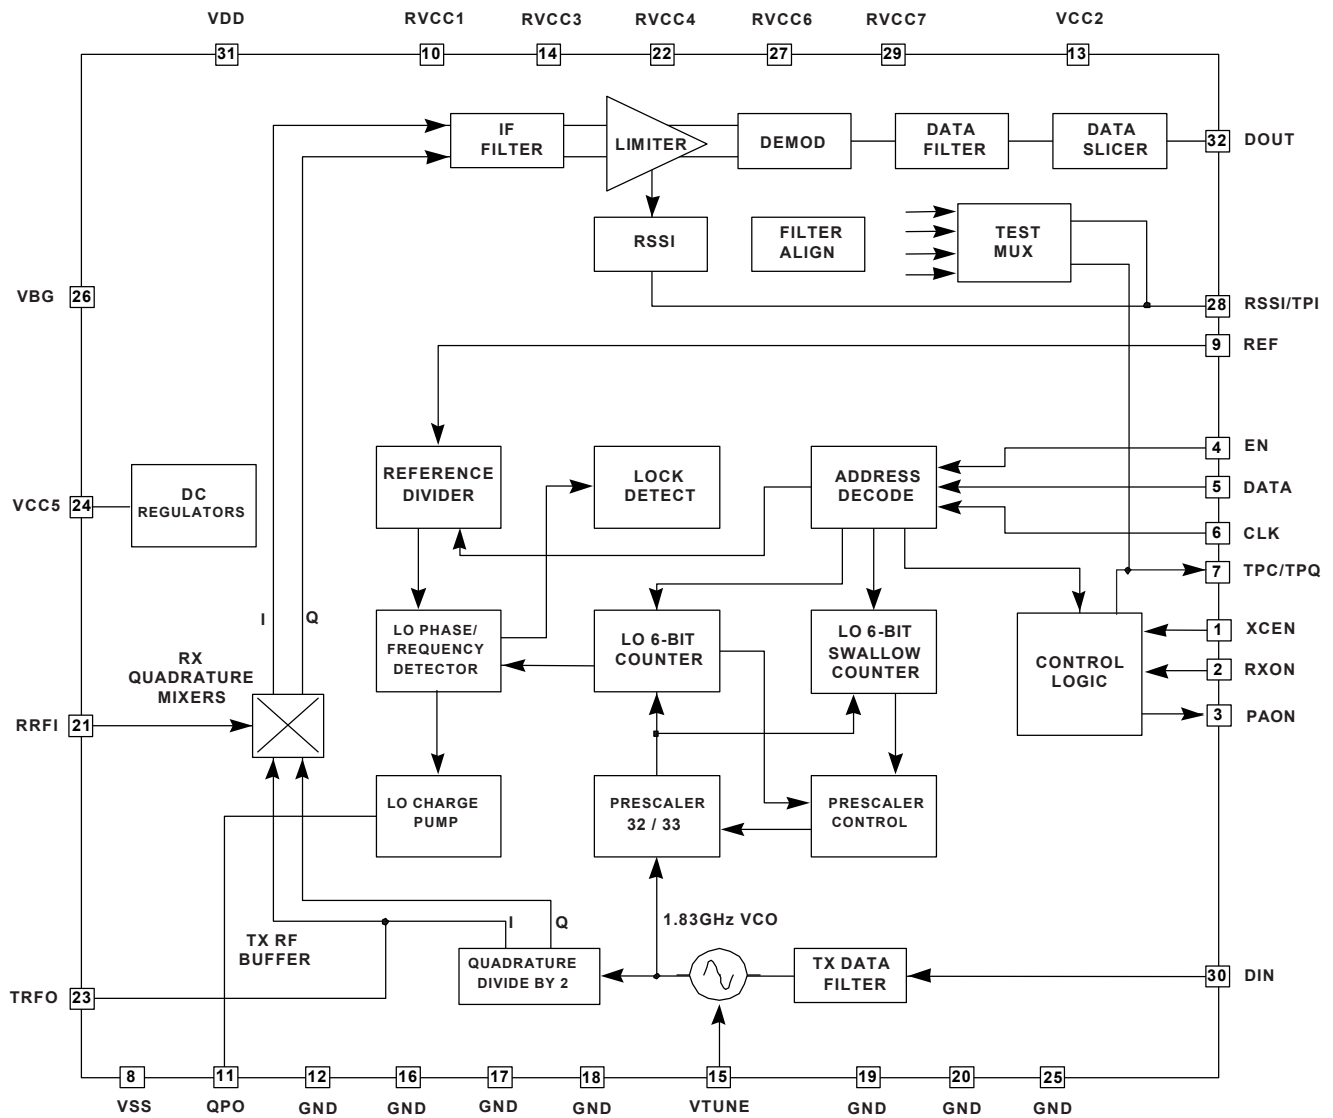 VDD RVCC1 RVCC3 RVCC4 RVCC6 RVCC7 VCC2
31 10 14 22 27 29 13
IF
FILTER
LIMITER
DEMOD
DATA
FILTER
DATA
SLICER
32 DOUT
RSSI
FILTER
ALIGN
TEST
MUX
VBG 26
28 RSSI/TPI
9 REF
REFERENCE
DIVIDER
LOCK
DETECT
ADDRESS
DECODE
4 EN
5 DATA
6 CLK
VCC5 24
DC
REGULATORS
7 TPC/TPQ
I Q
LO PHASE/
FREQUENCY
DETECTOR
LO 6-BIT
COUNTER
LO 6-BIT
SWALLOW
COUNTER
CONTROL
LOGIC
1 XCEN
2 RXON
3 PAON
RX
QUADRATURE
MIXERS
RRFI 21
LO CHARGE
PUMP
PRESCALER
32 / 33
PRESCALER
CONTROL
I Q
1.83GHz VCO
TX RF
BUFFER
QUADRATURE
DIVIDE BY 2
TX DATA
FILTER
30 DIN
TRFO 23
8 11 12 16 17 18 15 19 20 25
VSS QPO GND GND GND GND VTUNE GND GND GND